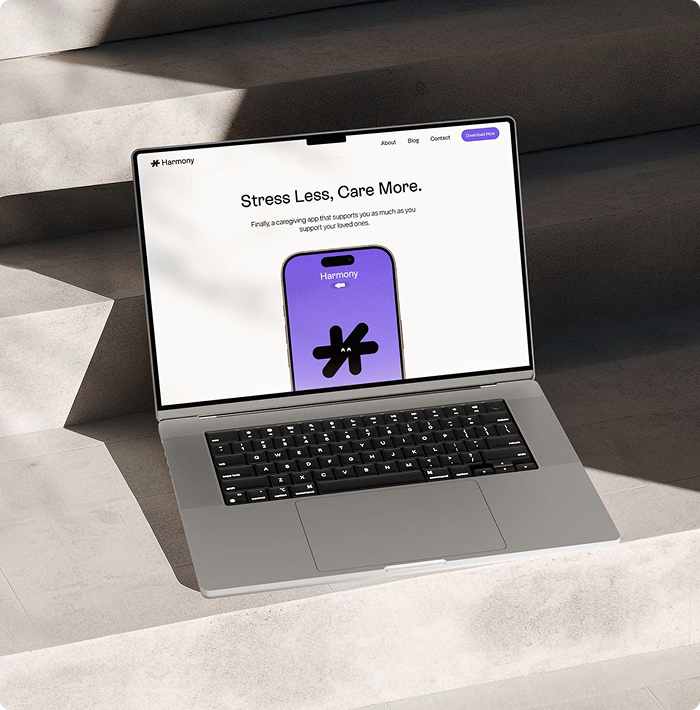 Harmony
About
Blog
Contact
Download Now
Stress Less, Care More.
Finally, a caregiving app that supports you as much as you
support your loved ones.
Harmony
Q W E R T Y U I O P
A S D F G H J K L
Z X C V B N M